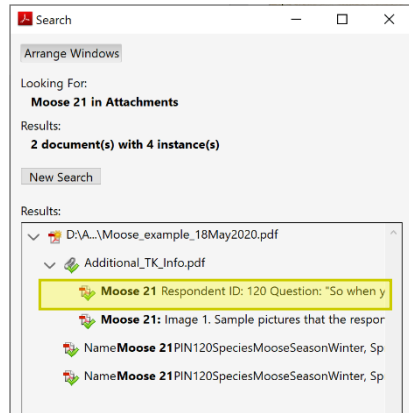 Search
Arrange Windows
Looking For:
Moose 21 in Attachments
Results:
2 document(s) with 4 instance(s)
New Search
Results:
D:\A...\Moose_example_18May2020.pdf
Additional_TK_Info.pdf
Moose 21 Respondent ID: 120 Question: "So when y
Moose 21: Image 1. Sample pictures that the respor
NameMoose 21PIN120SpeciesMooseSeasonWinter, Sp
NameMoose 21PIN120SpeciesMooseSeasonWinter, Sp